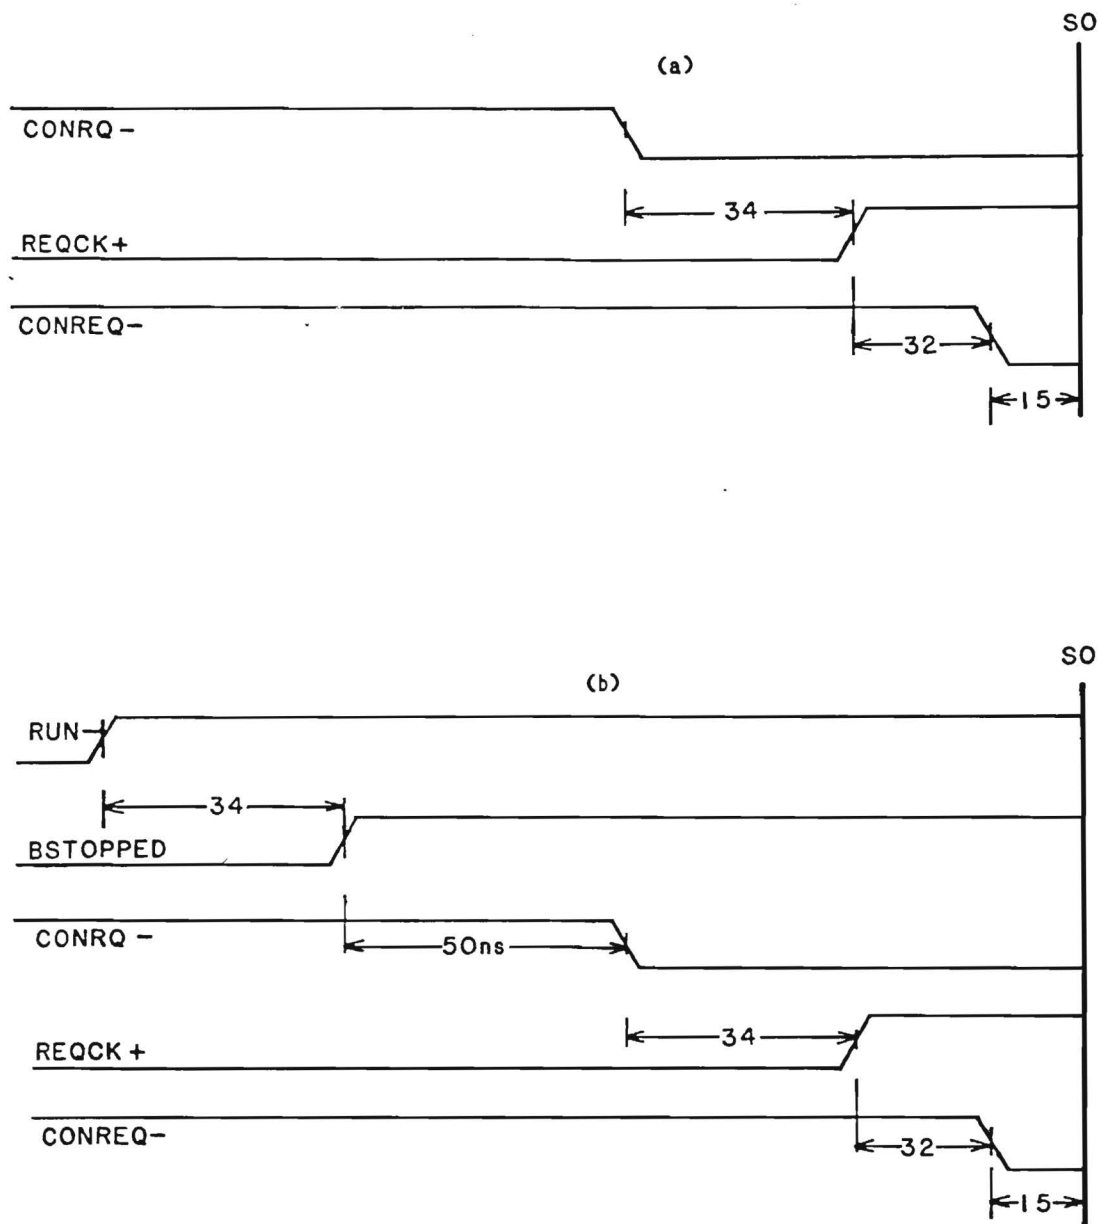 SO
(a)
CONRQ-
34
REQCK+
CONREQ-
32
15
SO
(b)
RUN-
34
BSTOPPED
CONRQ-
50ns
REQCK+
34
CONREQ-
32
15